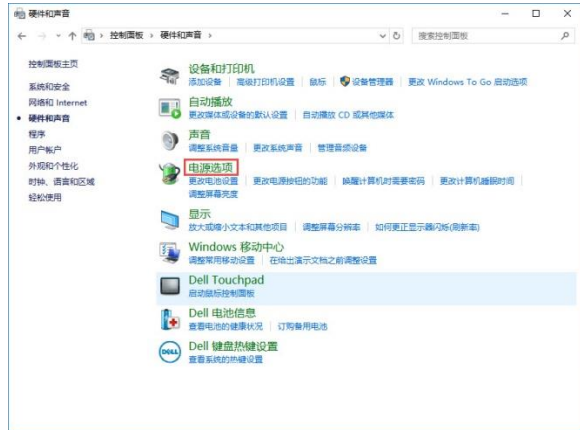 硬件和声音
控制面板 › 硬件和声音 ›
搜索控制面板
控制面板主页
系统和安全
网络和 Internet
硬件和声音
程序
用户帐户
外观和个性化
时钟、语言和区域
轻松使用
设备和打印机
添加设备 | 高级打印机设置 | 鼠标 | 设备管理器 | 更改 Windows To Go 启动选项
自动播放
更改媒体或设备的默认设置 | 自动播放 CD 或其他媒体
声音
调整系统音量 | 更改系统声音 | 管理音频设备
电源选项
更改电池设置 | 更改电源按钮的功能 | 唤醒计算机时需要密码 | 更改计算机睡眠时间 |
调整屏幕亮度
显示
放大或缩小文本和其他项目 | 调整屏幕分辨率 | 如何更正显示器闪烁(刷新率)
Windows 移动中心
调整常用移动设置 | 在给出演示文档之前调整设置
Dell Touchpad
启动鼠标控制面板
Dell 电池信息
查看电池的健康状况 | 订购备用电池
DELL
Dell 键盘热键设置
查看系统的热键设置